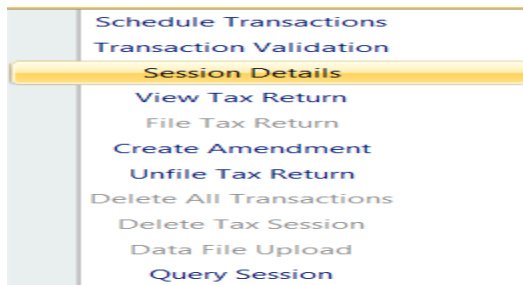 Schedule Transactions
Transaction Validation
Session Details
View Tax Return
File Tax Return
Create Amendment
Unfile Tax Return
Delete All Transactions
Delete Tax Session
Data File Upload
Query Session